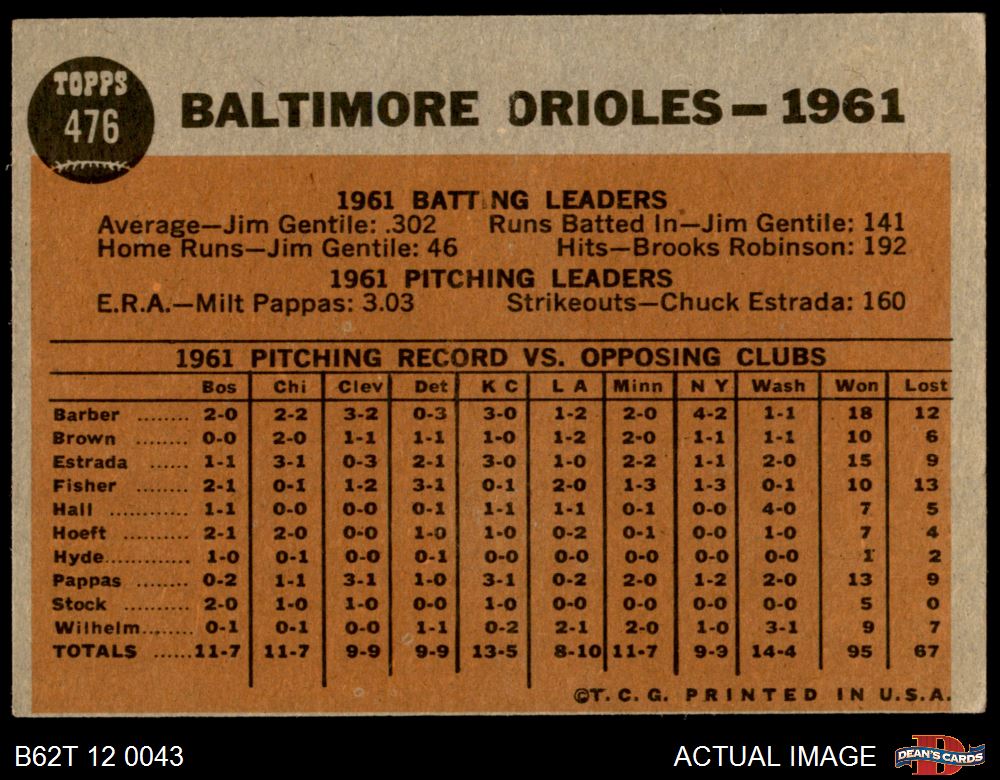 TOPPS
476
BALTIMORE ORIOLES—1961
1961 BATTING LEADERS
Average—Jim Gentile: .302 Runs Batted In—Jim Gentile: 141
Home Runs—Jim Gentile: 46 Hits—Brooks Robinson: 192
1961 PITCHING LEADERS
E.R.A.—Milt Pappas: 3.03 Strikeouts—Chuck Estrada: 160
1961 PITCHING RECORD VS. OPPOSING CLUBS
Bos Chi Clev Det K C L A Minn N Y Wash Won Lost
Barber ........ 2-0 2-2 3-2 0-3 3-0 1-2 2-0 4-2 1-1 18 12
Brown ........ 0-0 2-0 1-1 1-1 1-0 1-2 2-0 1-1 1-1 10 6
Estrada ...... 1-1 3-1 0-3 2-1 3-0 1-0 2-2 1-1 2-0 15 9
Fisher ........ 2-1 0-1 1-2 3-1 0-1 2-0 1-3 1-3 0-1 10 13
Hall ............ 1-1 0-0 0-0 0-1 1-1 1-1 0-1 0-0 4-0 7 5
Hoeft .......... 2-1 2-0 0-0 1-0 1-0 0-2 0-1 0-0 1-0 7 4
Hyde............ 1-0 0-1 0-0 0-1 0-0 0-0 0-0 0-0 0-0 1 2
Pappas ........ 0-2 1-1 3-1 1-0 3-1 0-2 2-0 1-2 2-0 13 9
Stock .......... 2-0 1-0 1-0 0-0 1-0 0-0 0-0 0-0 0-0 5 0
Wilhelm........ 0-1 0-1 0-0 1-1 0-2 2-1 2-0 1-0 3-1 9 7
TOTALS ......11-7 11-7 9-9 9-9 13-5 8-10 11-7 9-9 14-4 95 67
©T. C. G. PRINTED IN U.S.A.
B62T 12 0043 ACTUAL IMAGE
DEAN'S CARDS